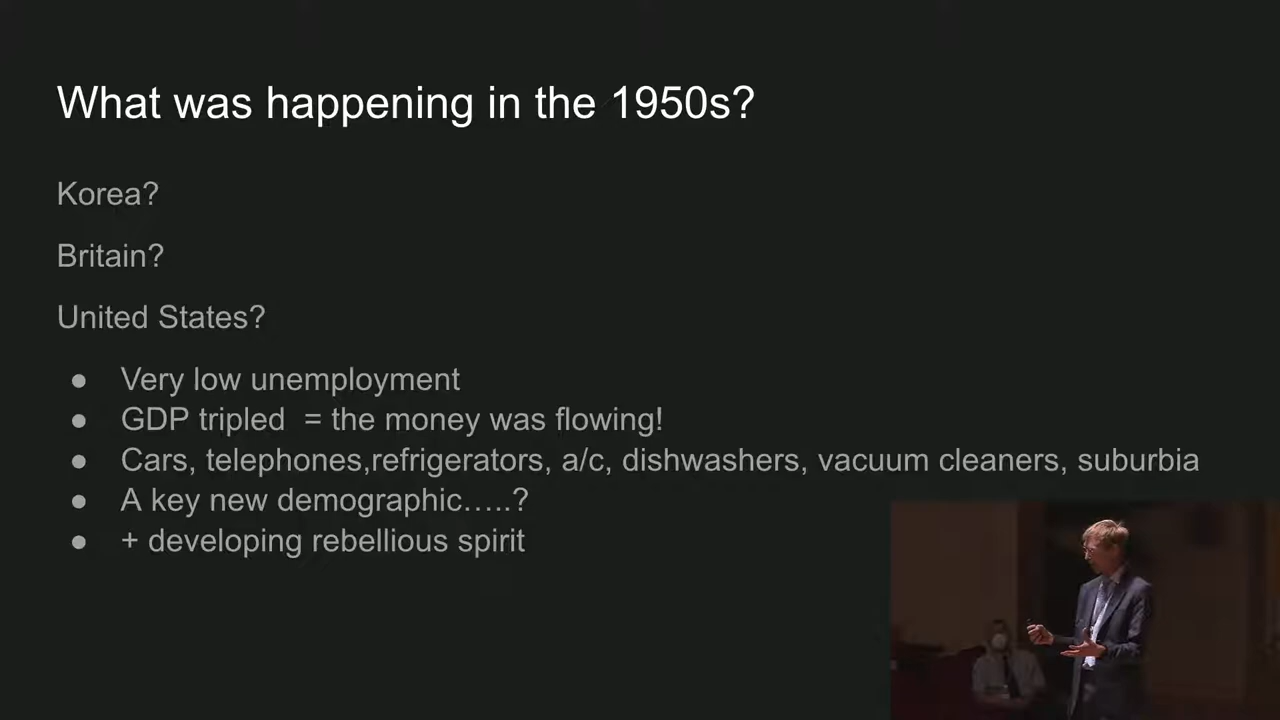 What was happening in the 1950s?
Korea?
Britain?
United States?
● Very low unemployment
● GDP tripled = the money was flowing!
● Cars, telephones,refrigerators, a/c, dishwashers, vacuum cleaners, suburbia
● A key new demographic…..?
● + developing rebellious spirit